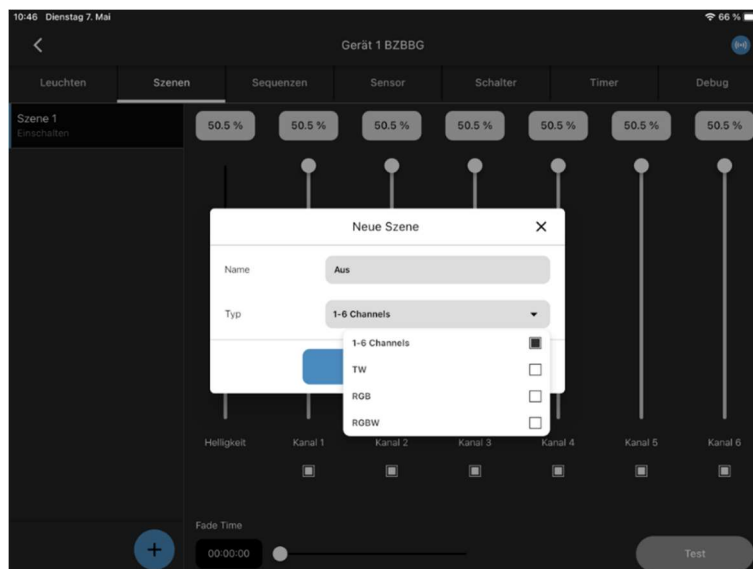 10:46 Dienstag 7. Mai
66 %
Gerät 1 BZBBG
Leuchten Szenen Sequenzen Sensor Schalter Timer Debug
Szene 1
Einschalten
50.5 % 50.5 % 50.5 % 50.5 % 50.5 % 50.5 % 50.5 %
Neue Szene
Name Aus
Typ 1-6 Channels
1-6 Channels
TW
RGB
RGBW
Helligkeit Kanal 1 Kanal 2 Kanal 3 Kanal 4 Kanal 5 Kanal 6
Fade Time
00:00:00
Test